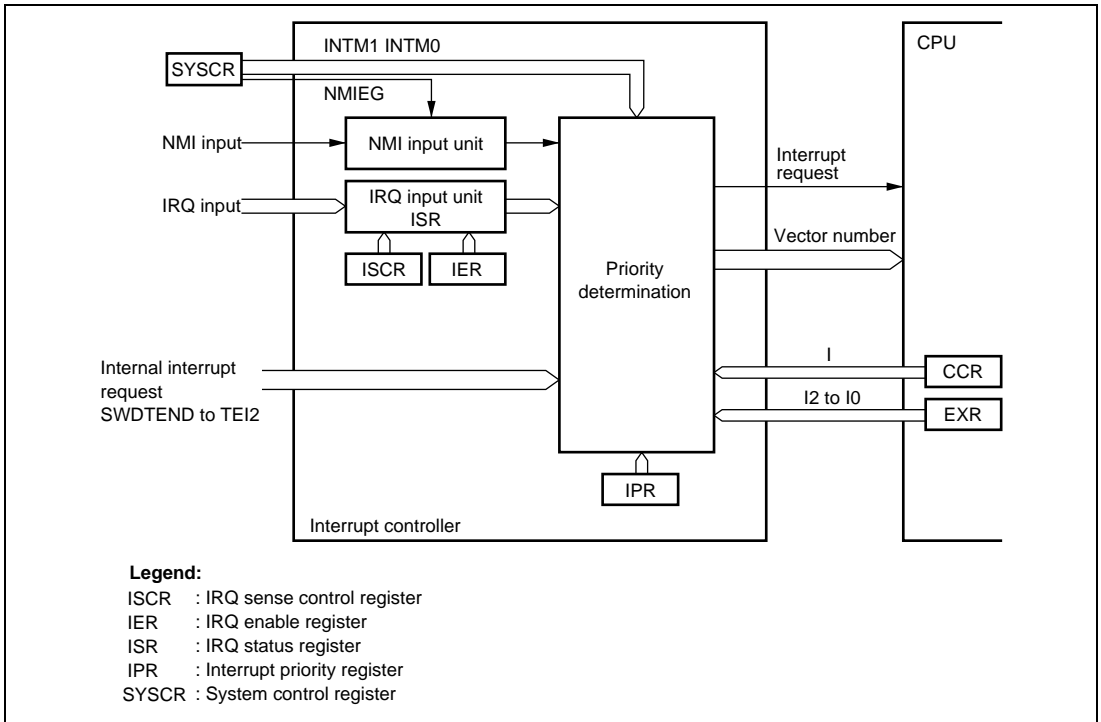 INTM1 INTM0
CPU
SYSCR
NMIEG
NMI input
NMI input unit
Interrupt
request
IRQ input
IRQ input unit
ISR
Vector number
ISCR
IER
Priority
determination
Internal interrupt
request
SWDTEND to TEI2
I
CCR
I2 to I0
EXR
IPR
Interrupt controller
Legend:
ISCR : IRQ sense control register
IER : IRQ enable register
ISR : IRQ status register
IPR : Interrupt priority register
SYSCR : System control register